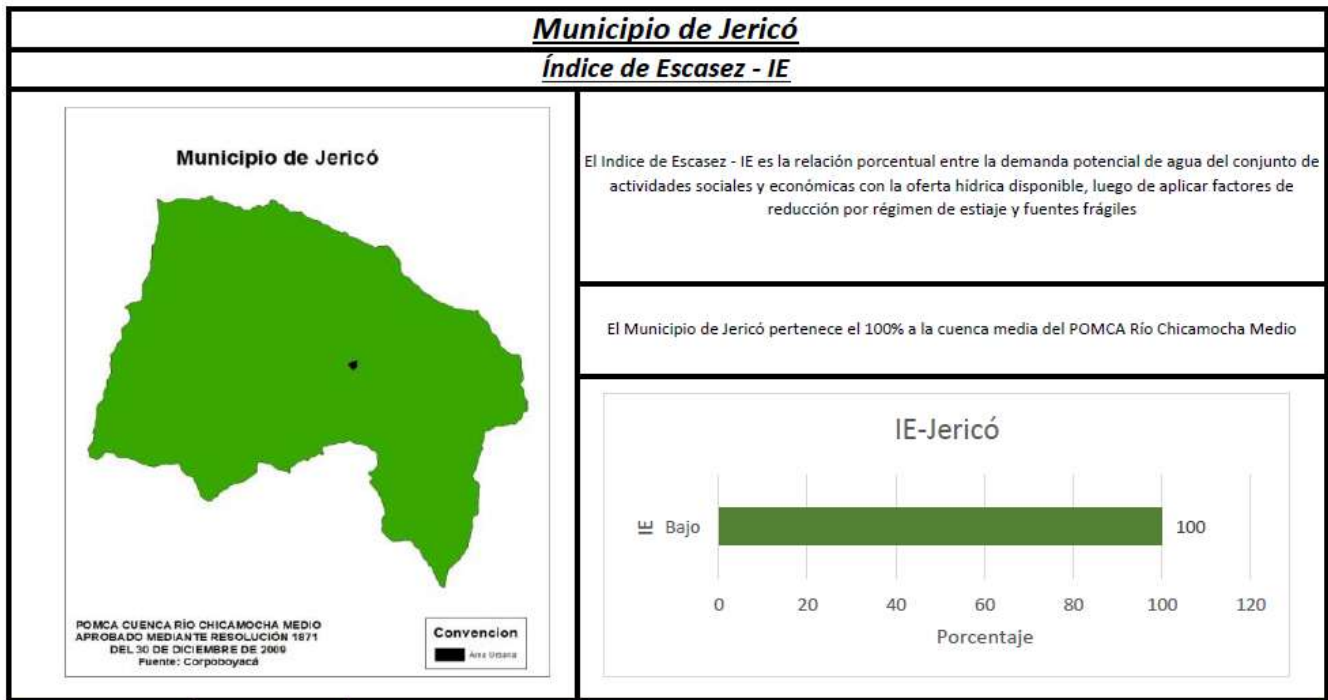 Municipio de Jericó
Índice de Escasez - IE
Municipio de Jericó
POMCA CUENCA RÍO CHICAMOCHA MEDIO
APROBADO MEDIANTE RESOLUCIÓN 1871
DEL 30 DE DICIEMBRE DE 2009
Fuente: Corpoboyacá
Convencion
Area Urbana
El Indice de Escasez - IE es la relación porcentual entre la demanda potencial de agua del conjunto de
actividades sociales y económicas con la oferta hídrica disponible, luego de aplicar factores de
reducción por régimen de estiaje y fuentes frágiles
El Municipio de Jericó pertenece el 100% a la cuenca media del POMCA Río Chicamocha Medio
IE-Jericó
IE
Bajo
100
0 20 40 60 80 100 120
Porcentaje